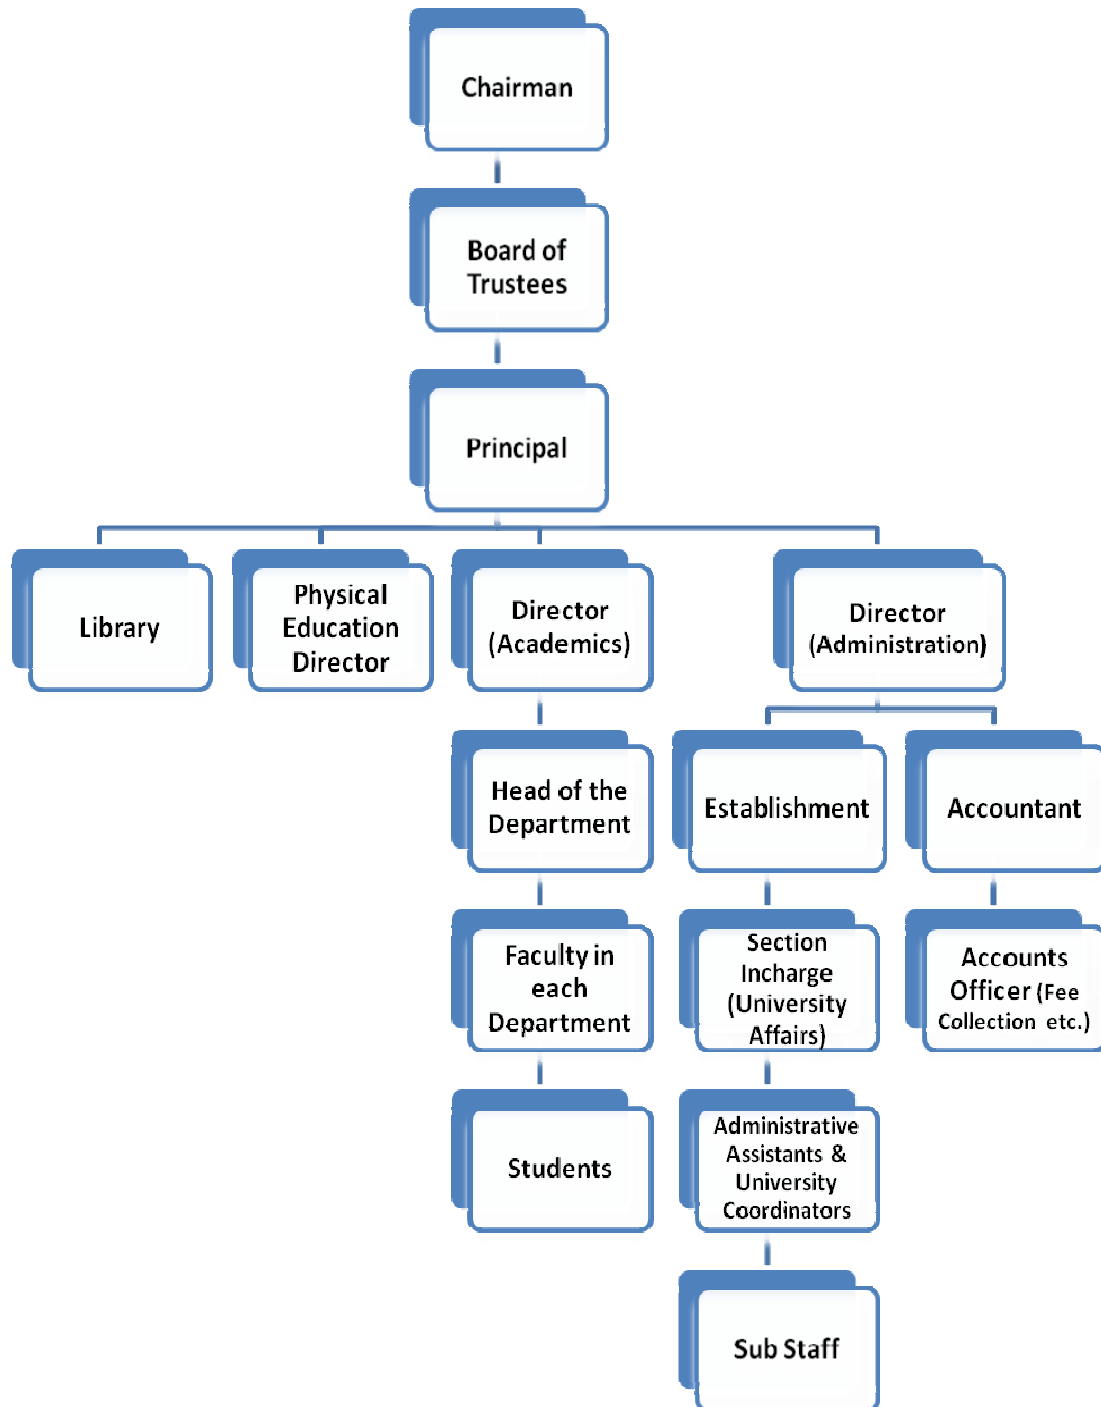 Chairman
Board of
Trustees
Principal
Library
Physical
Education
Director
Director
(Academics)
Director
(Administration)
Head of the
Department
Establishment
Accountant
Faculty in
each
Department
Section
Incharge
(University
Affairs)
Accounts
Officer (Fee
Collection etc.)
Students
Administrative
Assistants &
University
Coordinators
Sub Staff